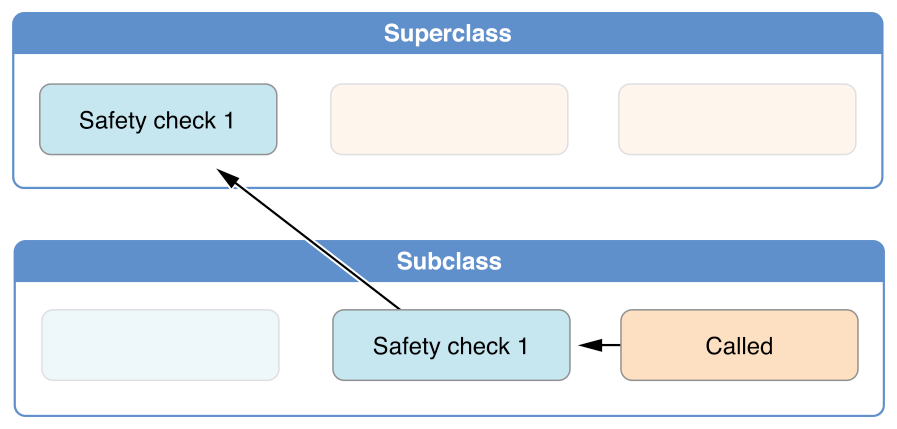 Superclass
Safety check 1
Subclass
Safety check 1
Called